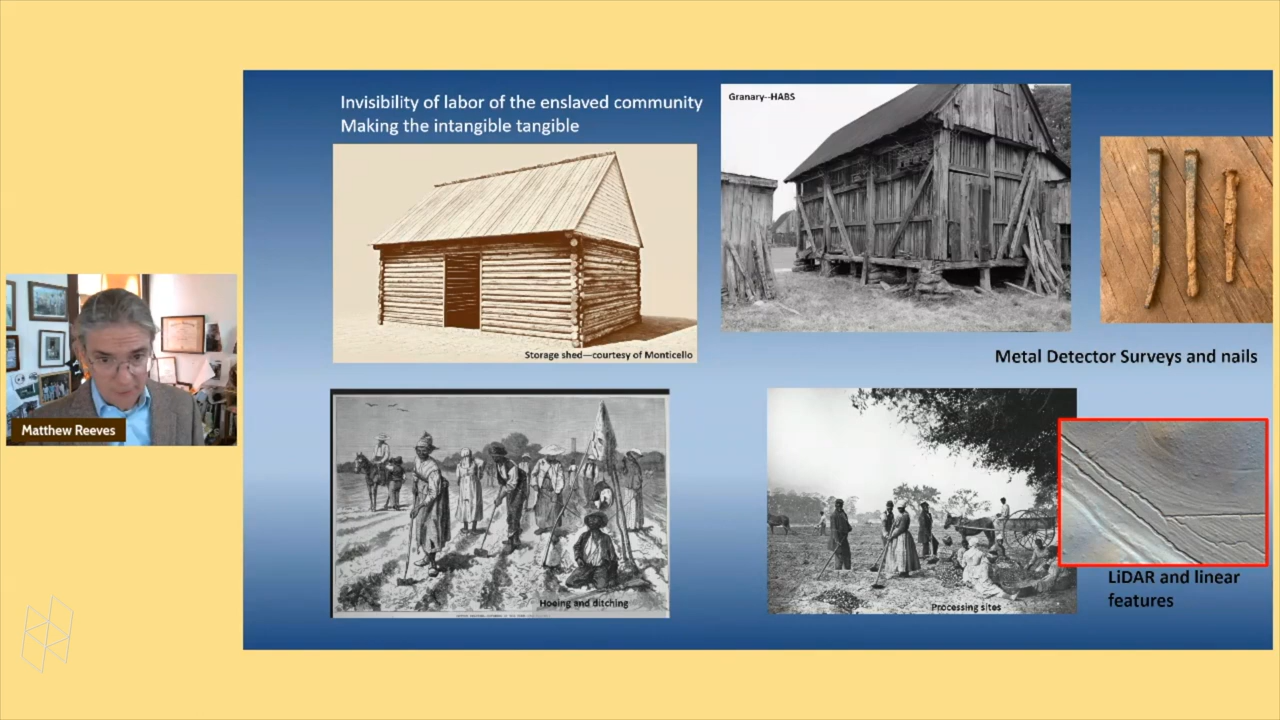 Invisibility of labor of the enslaved community
Making the intangible tangible
Granary--HABS
Storage shed—courtesy of Monticello
Metal Detector Surveys and nails
Matthew Reeves
Hoeing and ditching
Processing sites
LiDAR and linear
features